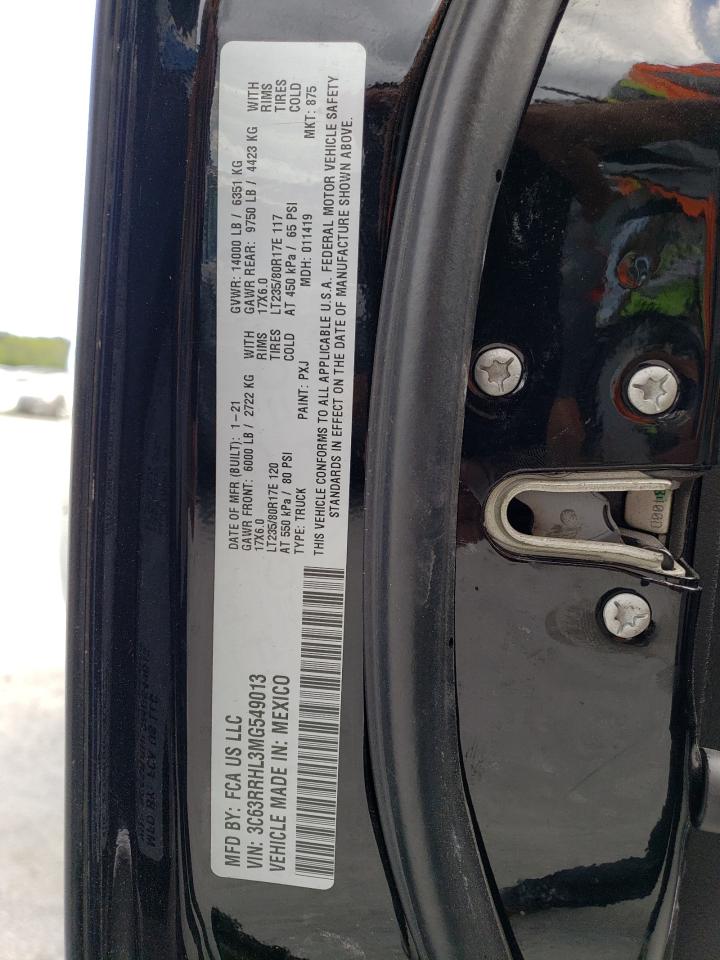 MFD BY: FCA US LLC
VIN: 3C63RRHL3MG549013
VEHICLE MADE IN: MEXICO
DATE OF MFR (BUILT): 1-21
GAWR FRONT: 6000 LB / 2722 KG WITH
17X6.0 RIMS
LT235/80R17E 120 TIRES
AT 550 kPa / 80 PSI COLD
TYPE: TRUCK PAINT: PXJ
GVWR: 14000 LB / 6351 KG
GAWR REAR: 9750 LB / 4423 KG WITH
17X6.0 RIMS
LT235/80R17E 117 TIRES
AT 450 kPa / 65 PSI COLD
MDH: 011419 MKT: 875
THIS VEHICLE CONFORMS TO ALL APPLICABLE U.S.A. FEDERAL MOTOR VEHICLE SAFETY
STANDARDS IN EFFECT ON THE DATE OF MANUFACTURE SHOWN ABOVE.